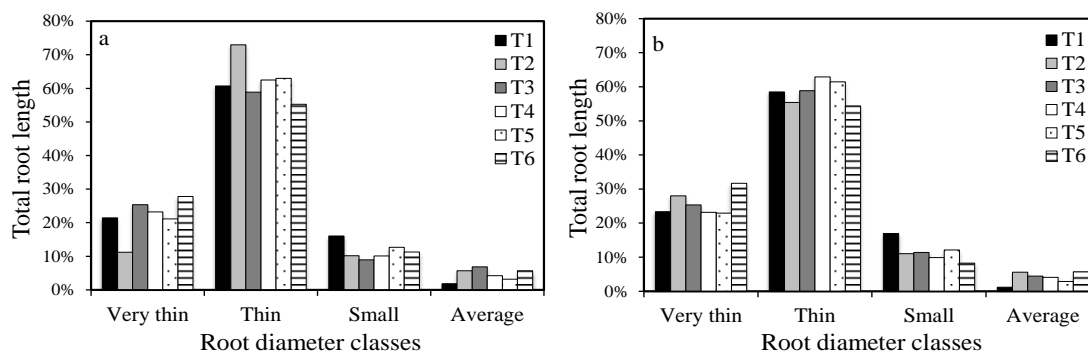 a
Total root length
80%
70%
60%
50%
40%
30%
20%
10%
0%
T1
T2
T3
T4
T5
T6
Very thin Thin Small Average
Root diameter classes
b
Total root length
80%
70%
60%
50%
40%
30%
20%
10%
0%
T1
T2
T3
T4
T5
T6
Very thin Thin Small Average
Root diameter classes